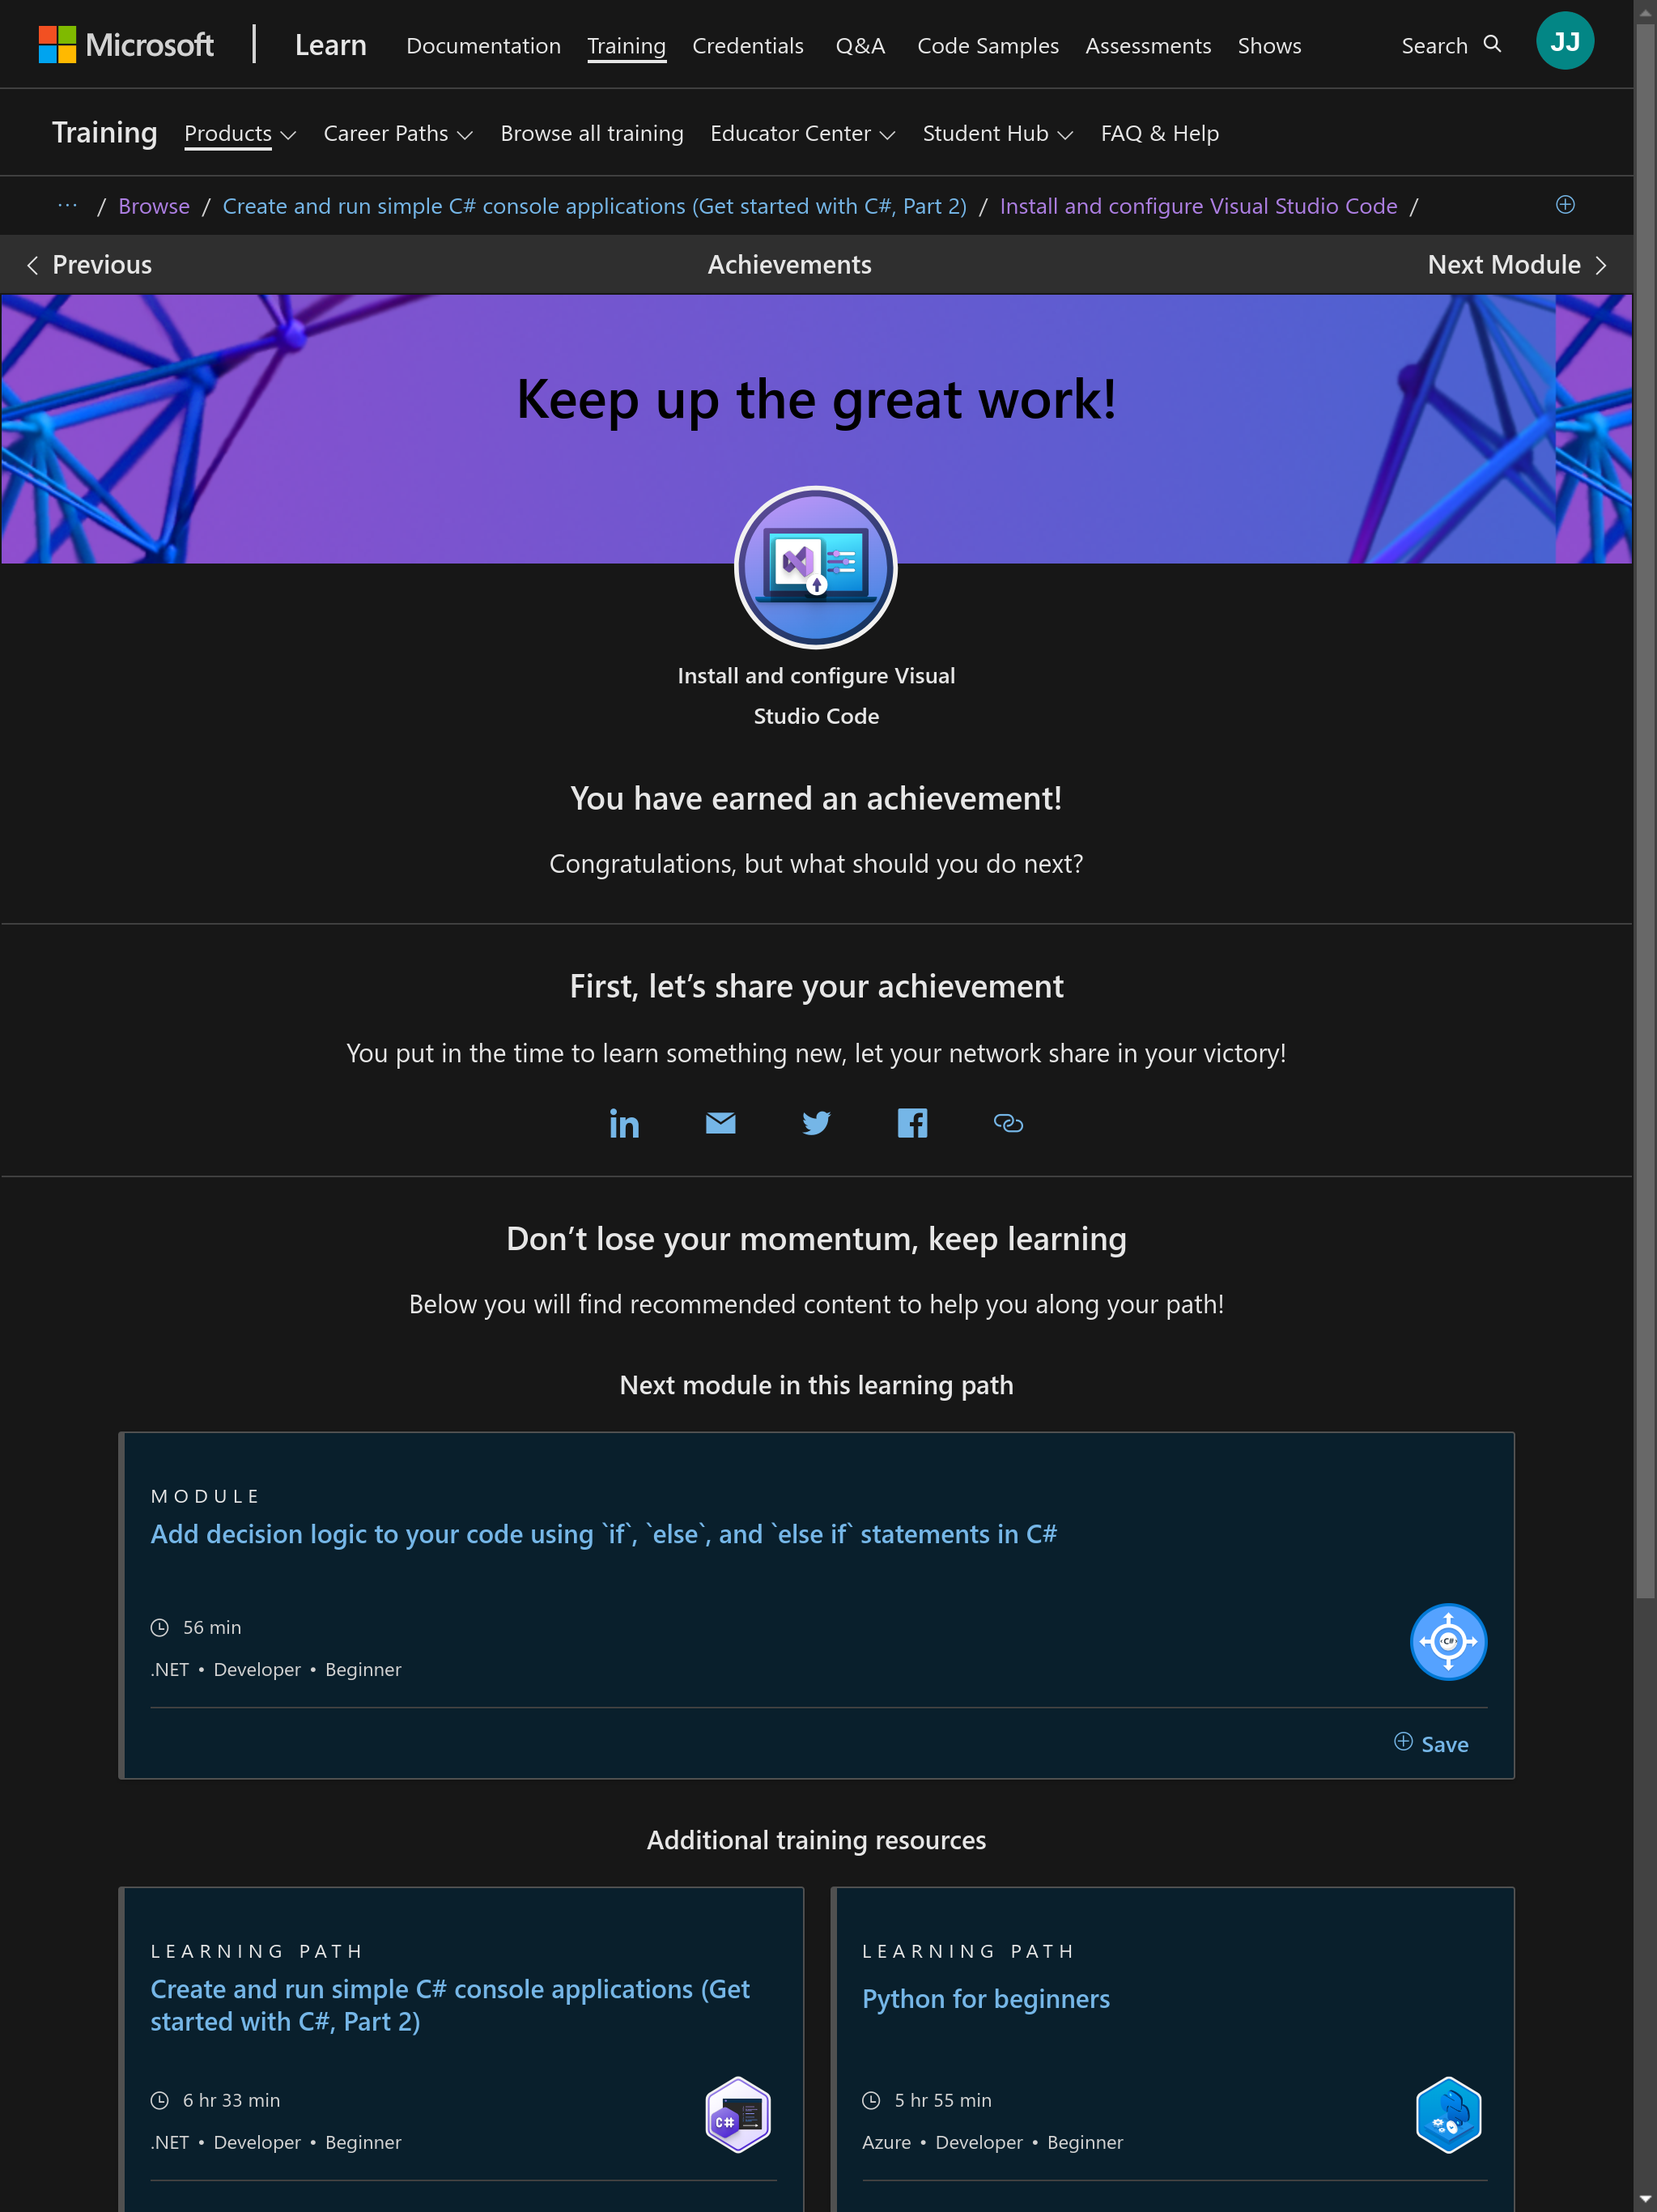 Microsoft Learn Documentation Training Credentials Q&A Code Samples Assessments Shows Search JJ
Training Products Career Paths Browse all training Educator Center Student Hub FAQ & Help
··· / Browse / Create and run simple C# console applications (Get started with C#, Part 2) / Install and configure Visual Studio Code /
Previous Achievements Next Module
Keep up the great work!
Install and configure Visual
Studio Code
You have earned an achievement!
Congratulations, but what should you do next?
First, let’s share your achievement
You put in the time to learn something new, let your network share in your victory!
Don’t lose your momentum, keep learning
Below you will find recommended content to help you along your path!
Next module in this learning path
MODULE
Add decision logic to your code using `if`, `else`, and `else if` statements in C#
56 min
C#
.NET • Developer • Beginner
Save
Additional training resources
LEARNING PATH
Create and run simple C# console applications (Get
started with C#, Part 2)
6 hr 33 min
C#
.NET • Developer • Beginner
LEARNING PATH
Python for beginners
5 hr 55 min
Azure • Developer • Beginner